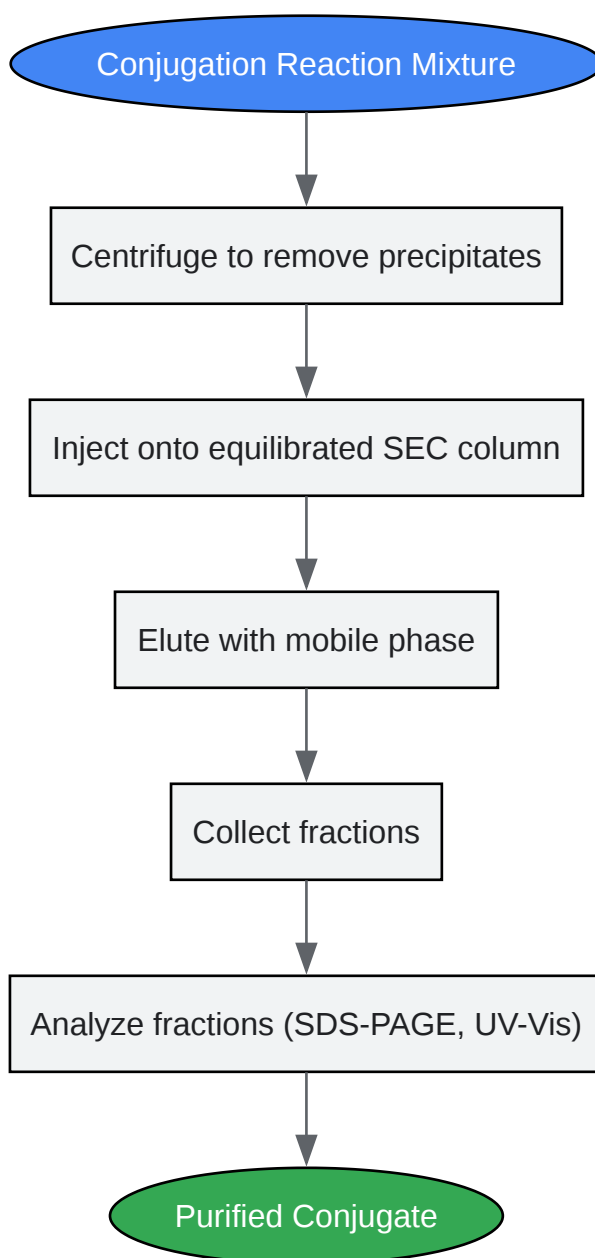 Conjugation Reaction Mixture
Centrifuge to remove precipitates
Inject onto equilibrated SEC column
Elute with mobile phase
Collect fractions
Analyze fractions (SDS-PAGE, UV-Vis)
Purified Conjugate